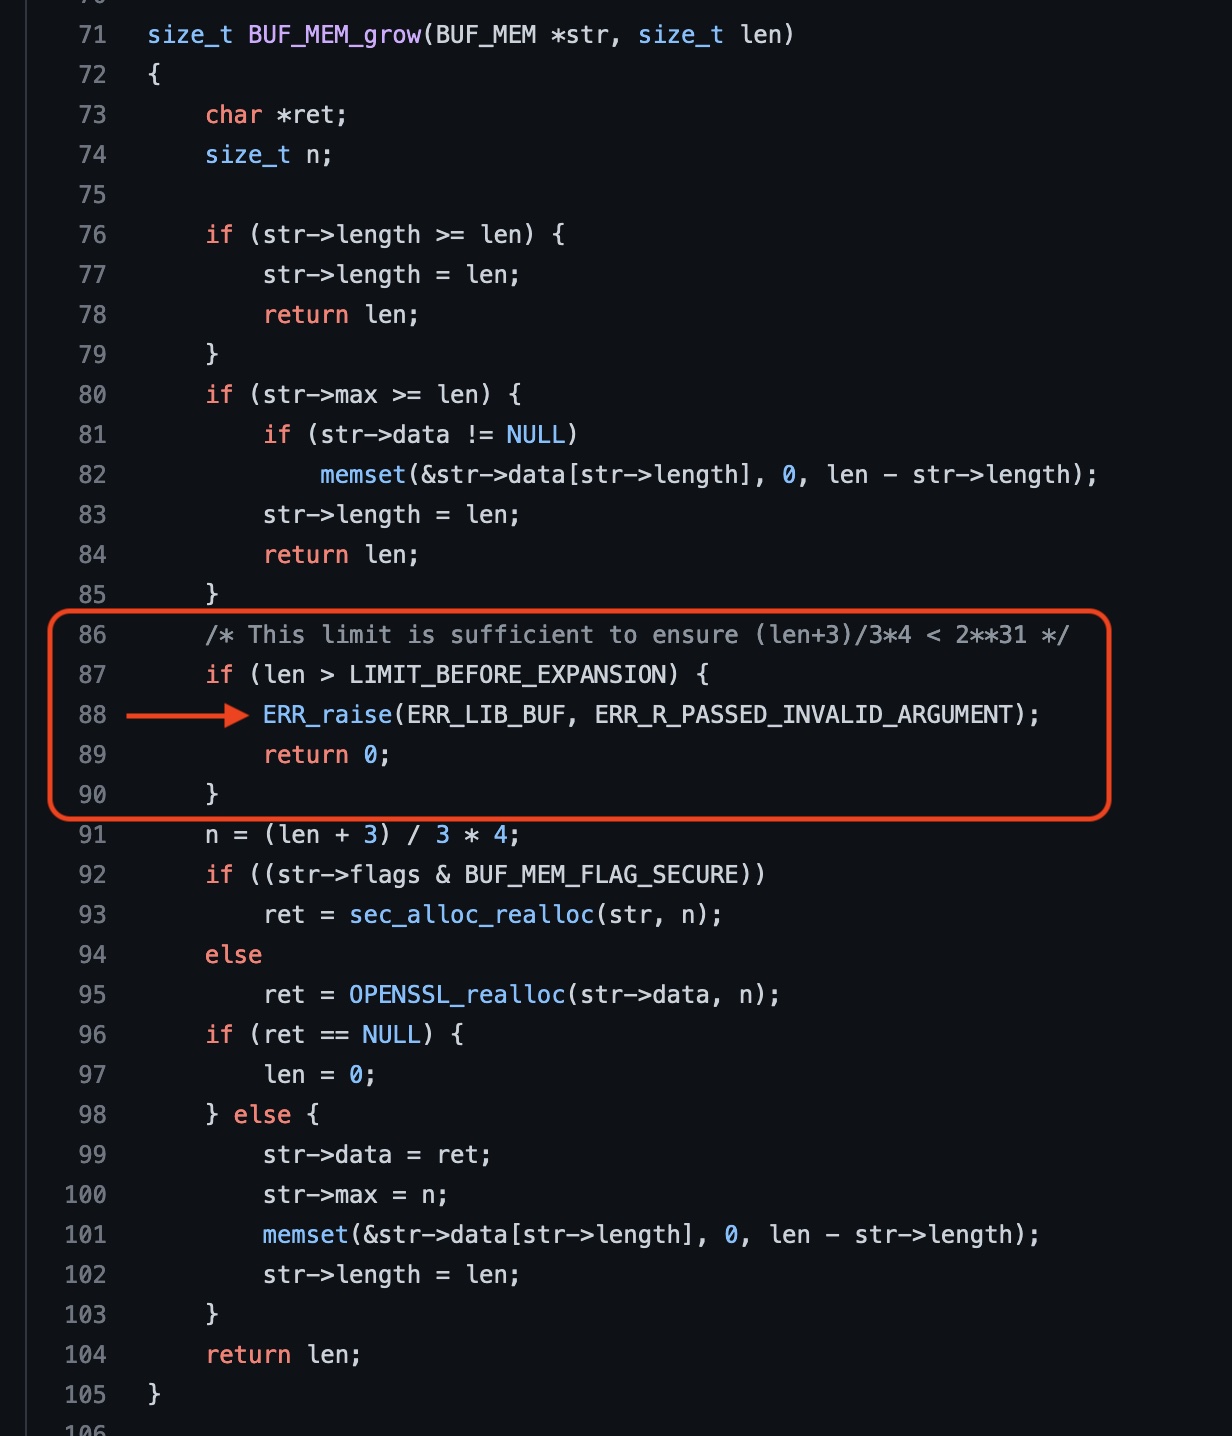 71 size_t BUF_MEM_grow(BUF_MEM *str, size_t len)
72 {
73 char *ret;
74 size_t n;
75
76 if (str->length >= len) {
77 str->length = len;
78 return len;
79 }
80 if (str->max >= len) {
81 if (str->data != NULL)
82 memset(&str->data[str->length], 0, len - str->length);
83 str->length = len;
84 return len;
85 }
86 /* This limit is sufficient to ensure (len+3)/3*4 < 2**31 */
87 if (len > LIMIT_BEFORE_EXPANSION) {
88 ERR_raise(ERR_LIB_BUF, ERR_R_PASSED_INVALID_ARGUMENT);
89 return 0;
90 }
91 n = (len + 3) / 3 * 4;
92 if ((str->flags & BUF_MEM_FLAG_SECURE))
93 ret = sec_alloc_realloc(str, n);
94 else
95 ret = OPENSSL_realloc(str->data, n);
96 if (ret == NULL) {
97 len = 0;
98 } else {
99 str->data = ret;
100 str->max = n;
101 memset(&str->data[str->length], 0, len - str->length);
102 str->length = len;
103 }
104 return len;
105 }
106